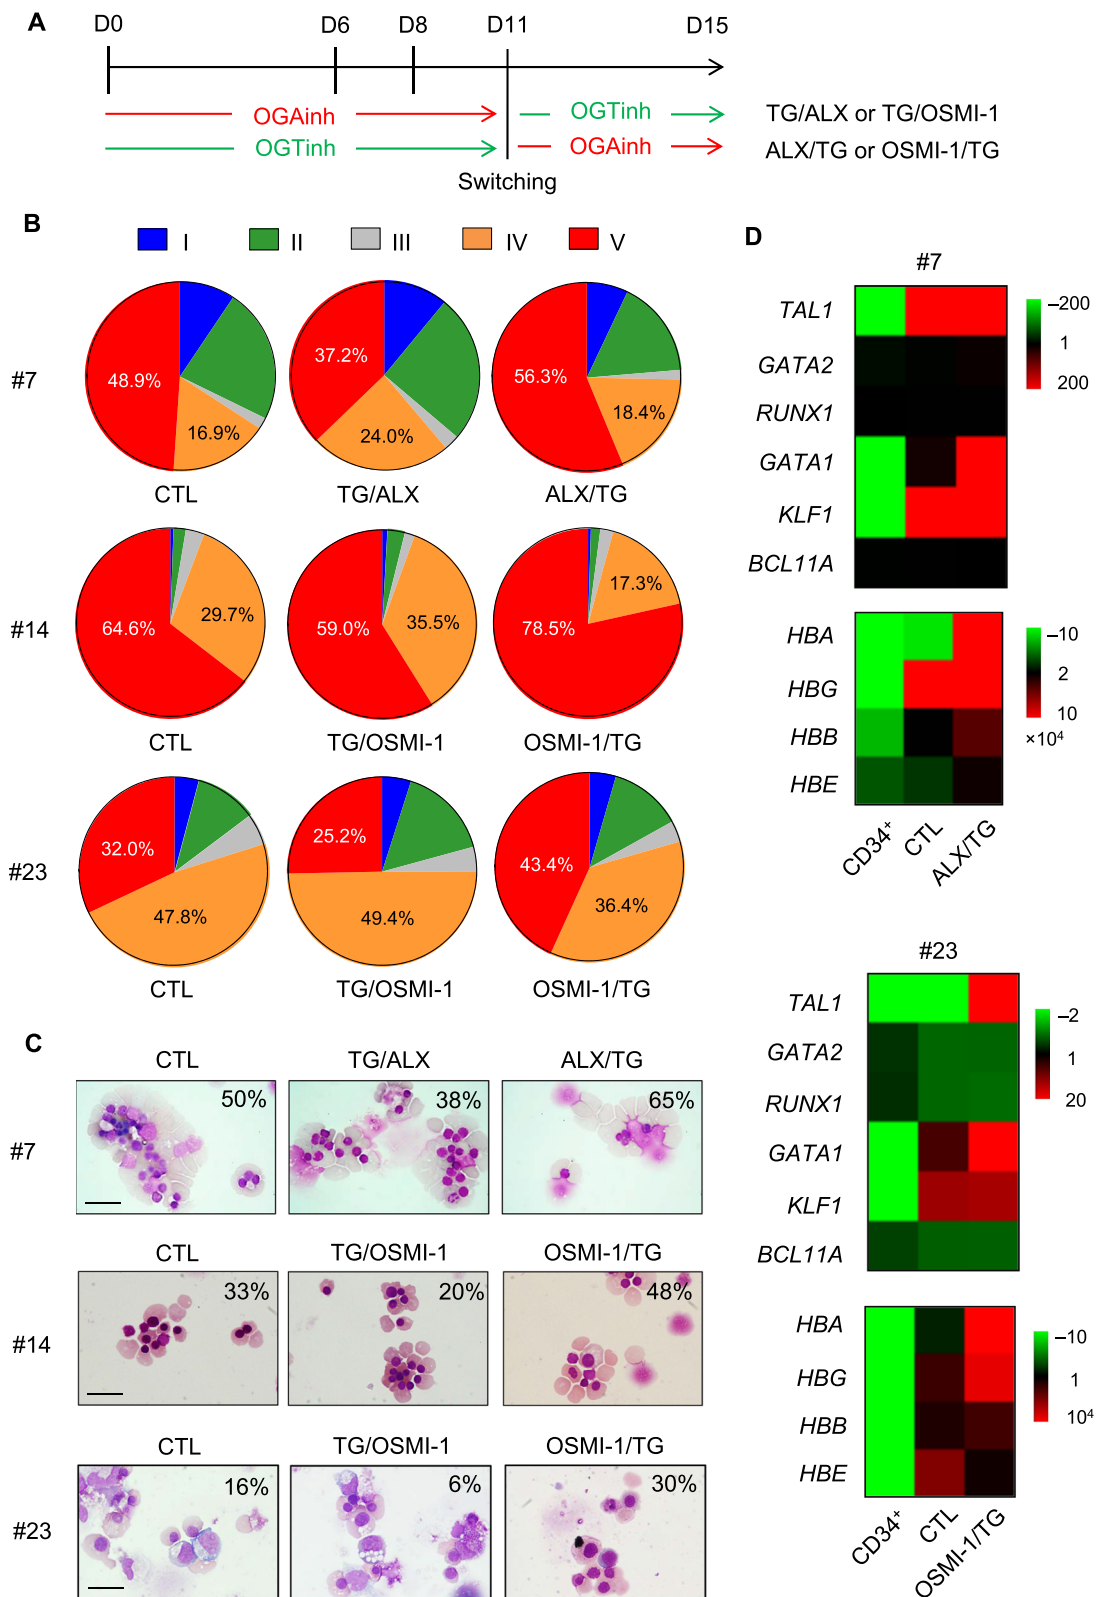 A
D0 D6 D8 D11 D15
OGAinh OGTinh TG/ALX or TG/OSMI-1
OGTinh OGAinh ALX/TG or OSMI-1/TG
Switching
B
I II III IV V
#7
48.9% 16.9%
37.2% 24.0%
56.3% 18.4%
CTL TG/ALX ALX/TG
#14
64.6% 29.7%
59.0% 35.5%
78.5% 17.3%
CTL TG/OSMI-1 OSMI-1/TG
#23
32.0% 47.8%
25.2% 49.4%
43.4% 36.4%
CTL TG/OSMI-1 OSMI-1/TG
C
CTL TG/ALX ALX/TG
#7
50% 38% 65%
CTL TG/OSMI-1 OSMI-1/TG
#14
33% 20% 48%
CTL TG/OSMI-1 OSMI-1/TG
#23
16% 6% 30%
D
#7
TAL1
GATA2
RUNX1
GATA1
KLF1
BCL11A
–200
1
200
HBA
HBG
HBB
HBE
–10
2
10
×10⁴
CD34⁺ CTL ALX/TG
#23
TAL1
GATA2
RUNX1
GATA1
KLF1
BCL11A
–2
1
20
HBA
HBG
HBB
HBE
–10
1
10⁴
CD34⁺ CTL OSMI-1/TG